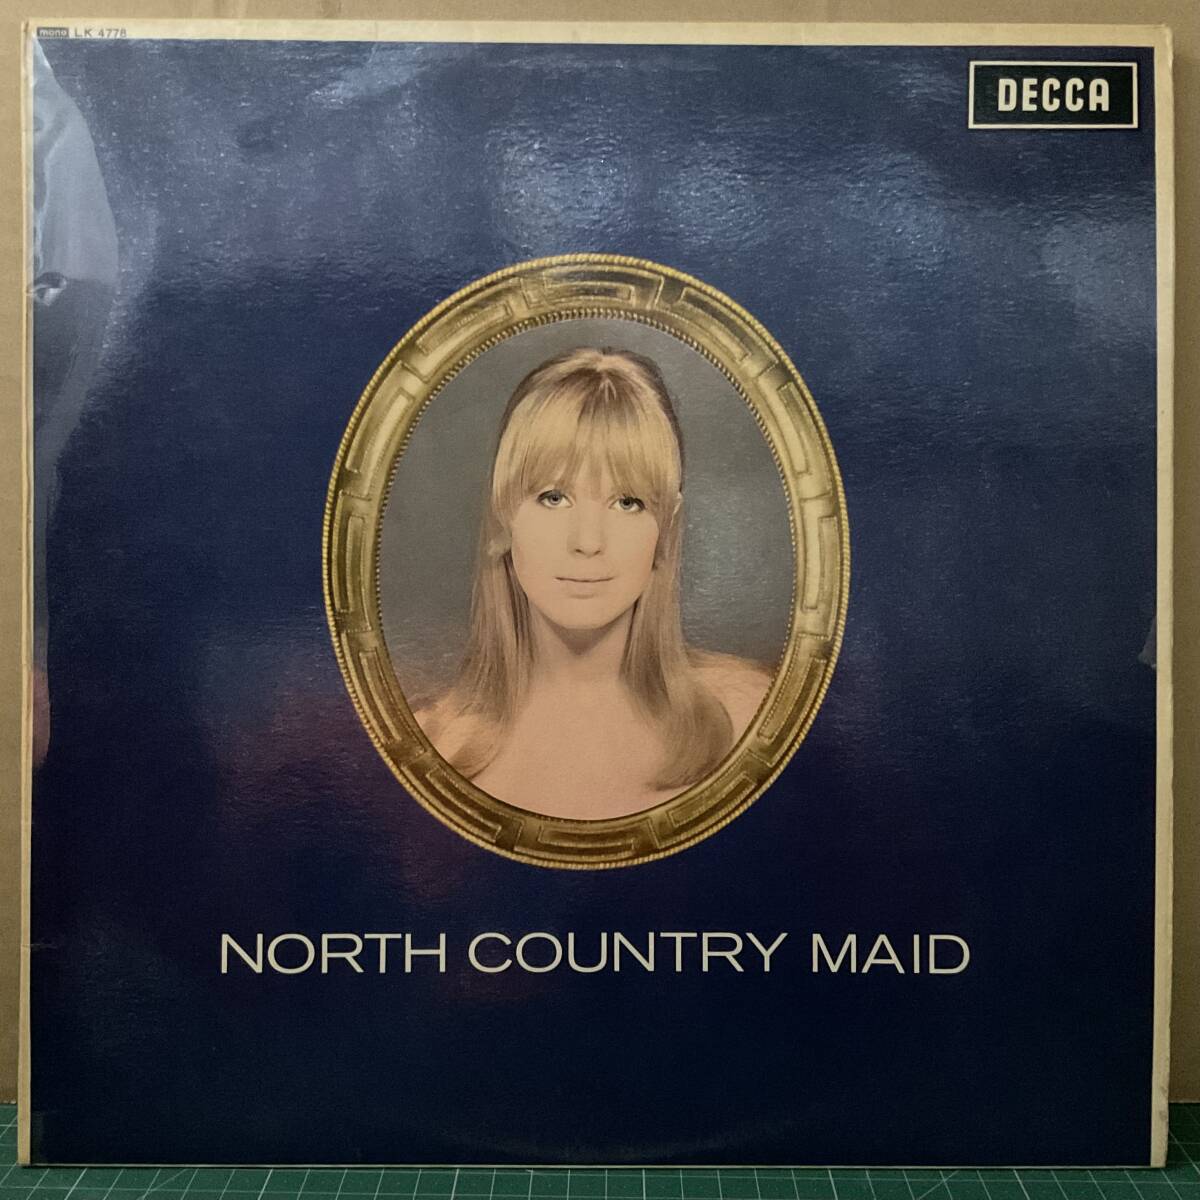 mono LK 4778
DECCA
NORTH COUNTRY MAID